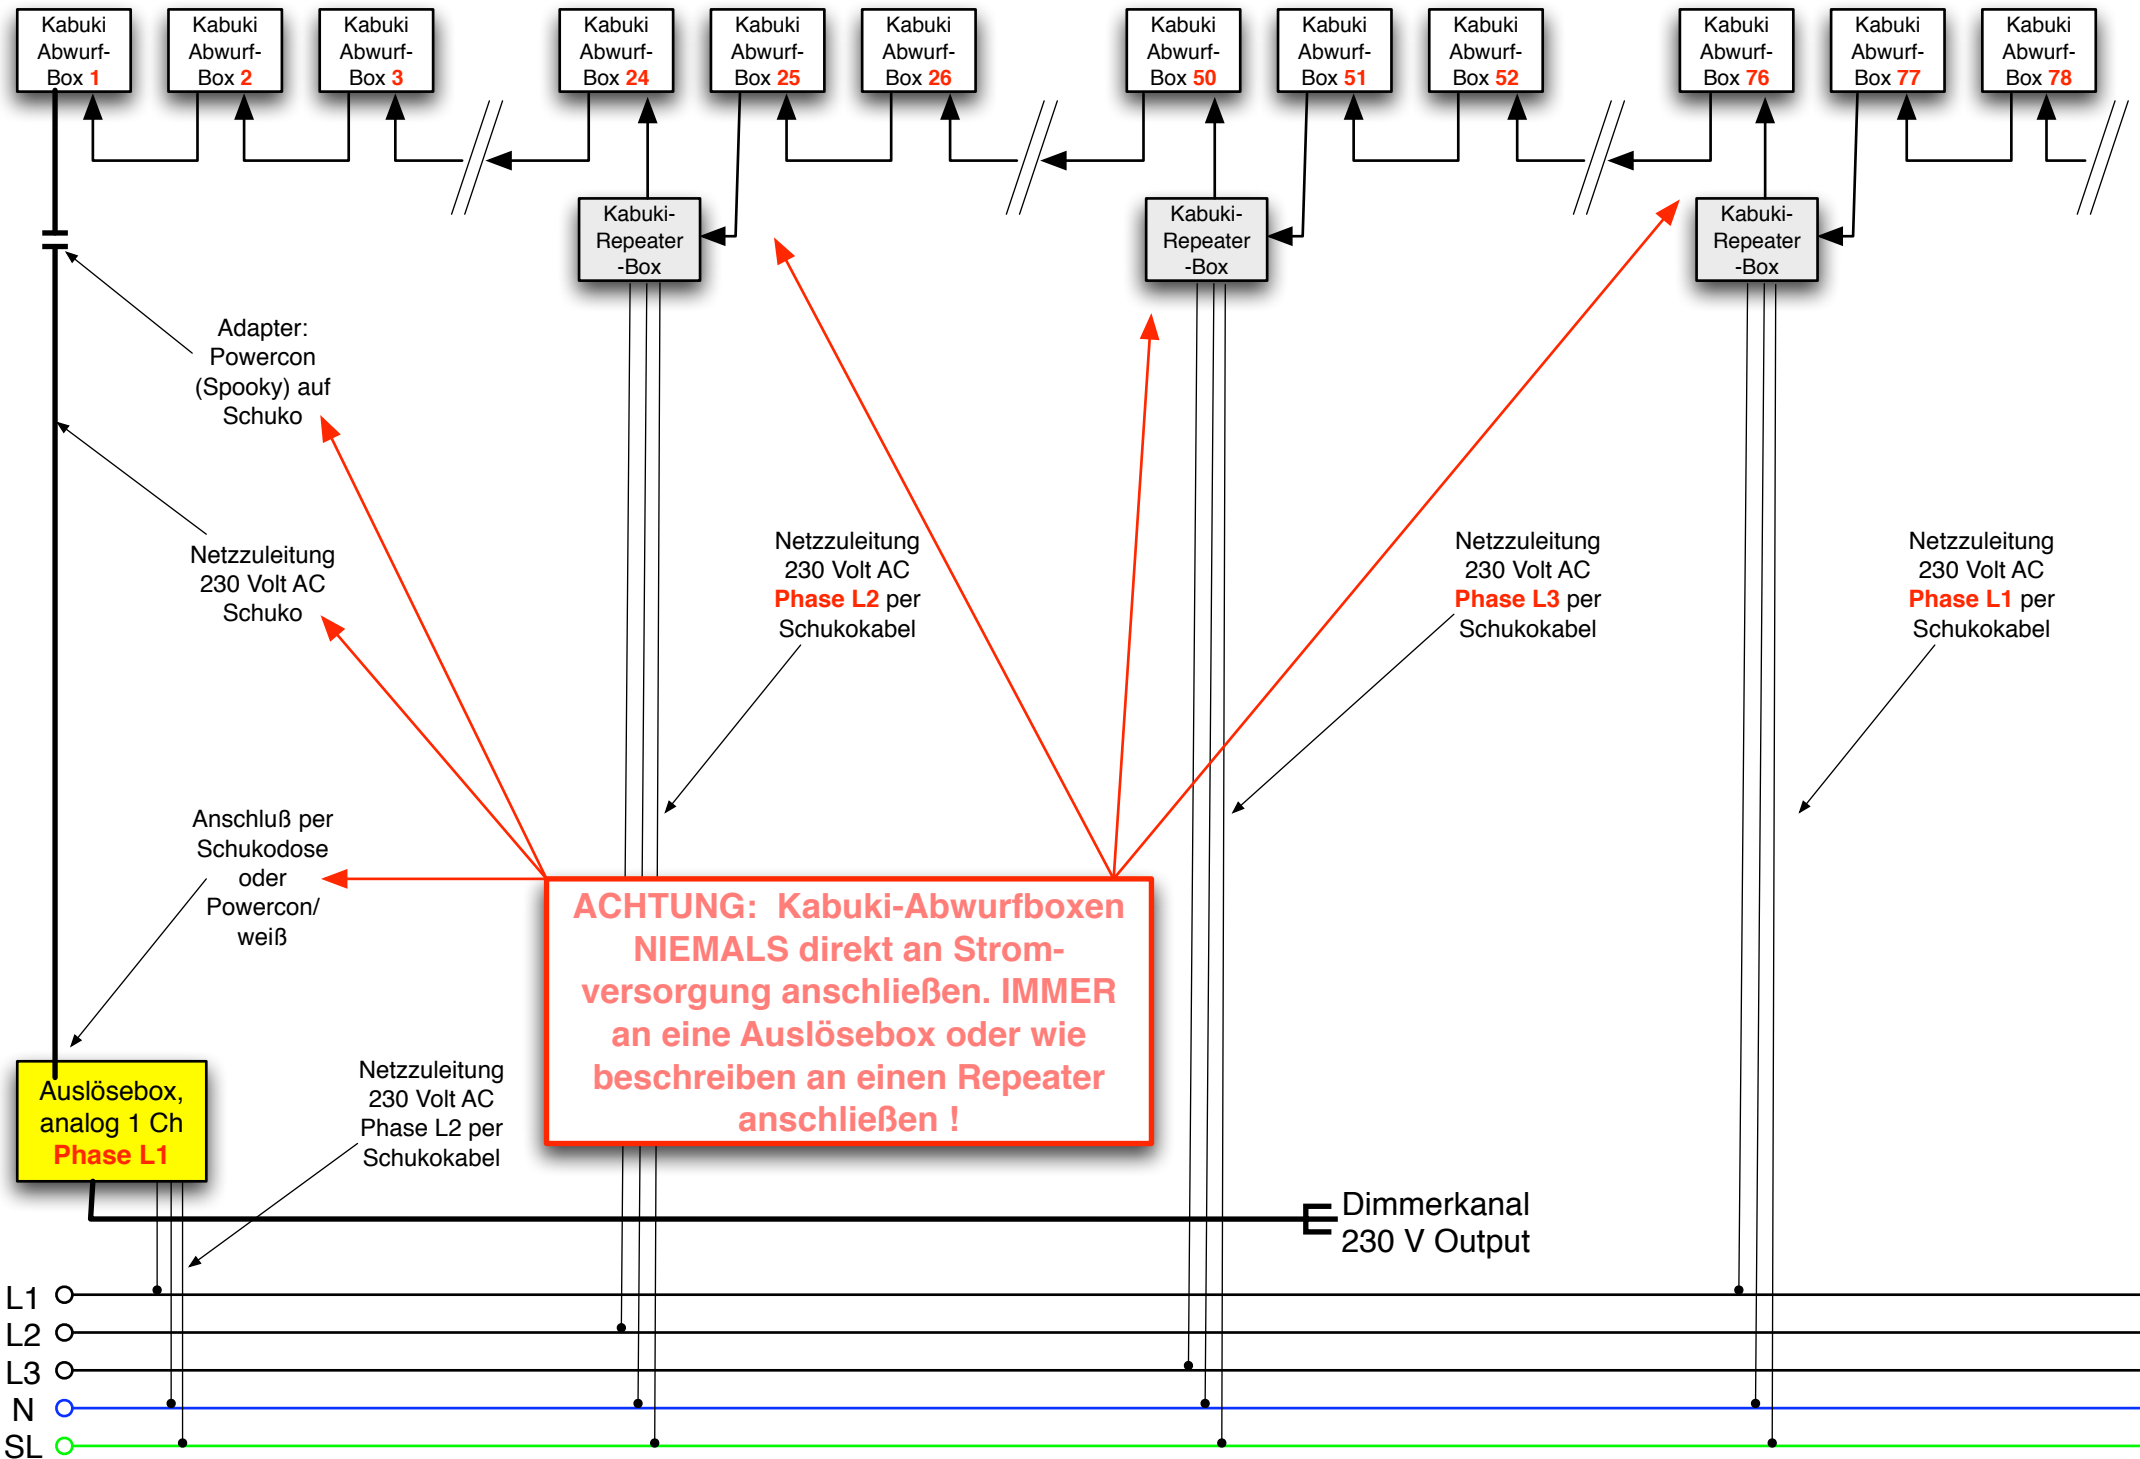 Kabuki
Abwurf-
Box 1
Kabuki
Abwurf-
Box 2
Kabuki
Abwurf-
Box 3
Kabuki
Abwurf-
Box 24
Kabuki
Abwurf-
Box 25
Kabuki
Abwurf-
Box 26
Kabuki
Abwurf-
Box 50
Kabuki
Abwurf-
Box 51
Kabuki
Abwurf-
Box 52
Kabuki
Abwurf-
Box 76
Kabuki
Abwurf-
Box 77
Kabuki
Abwurf-
Box 78
Kabuki-
Repeater
-Box
Kabuki-
Repeater
-Box
Kabuki-
Repeater
-Box
Adapter:
Powercon
(Spooky) auf
Schuko
Netzzuleitung
230 Volt AC
Schuko
Netzzuleitung
230 Volt AC
Phase L2 per
Schukokabel
Netzzuleitung
230 Volt AC
Phase L3 per
Schukokabel
Netzzuleitung
230 Volt AC
Phase L1 per
Schukokabel
Anschluß per
Schukodose
oder
Powercon/
weiß
ACHTUNG: Kabuki-Abwurfboxen
NIEMALS direkt an Strom-
versorgung anschließen. IMMER
an eine Auslösebox oder wie
beschreiben an einen Repeater
anschließen !
Auslösebox,
analog 1 Ch
Phase L1
Netzzuleitung
230 Volt AC
Phase L2 per
Schukokabel
Dimmerkanal
230 V Output
L1
L2
L3
N
SL